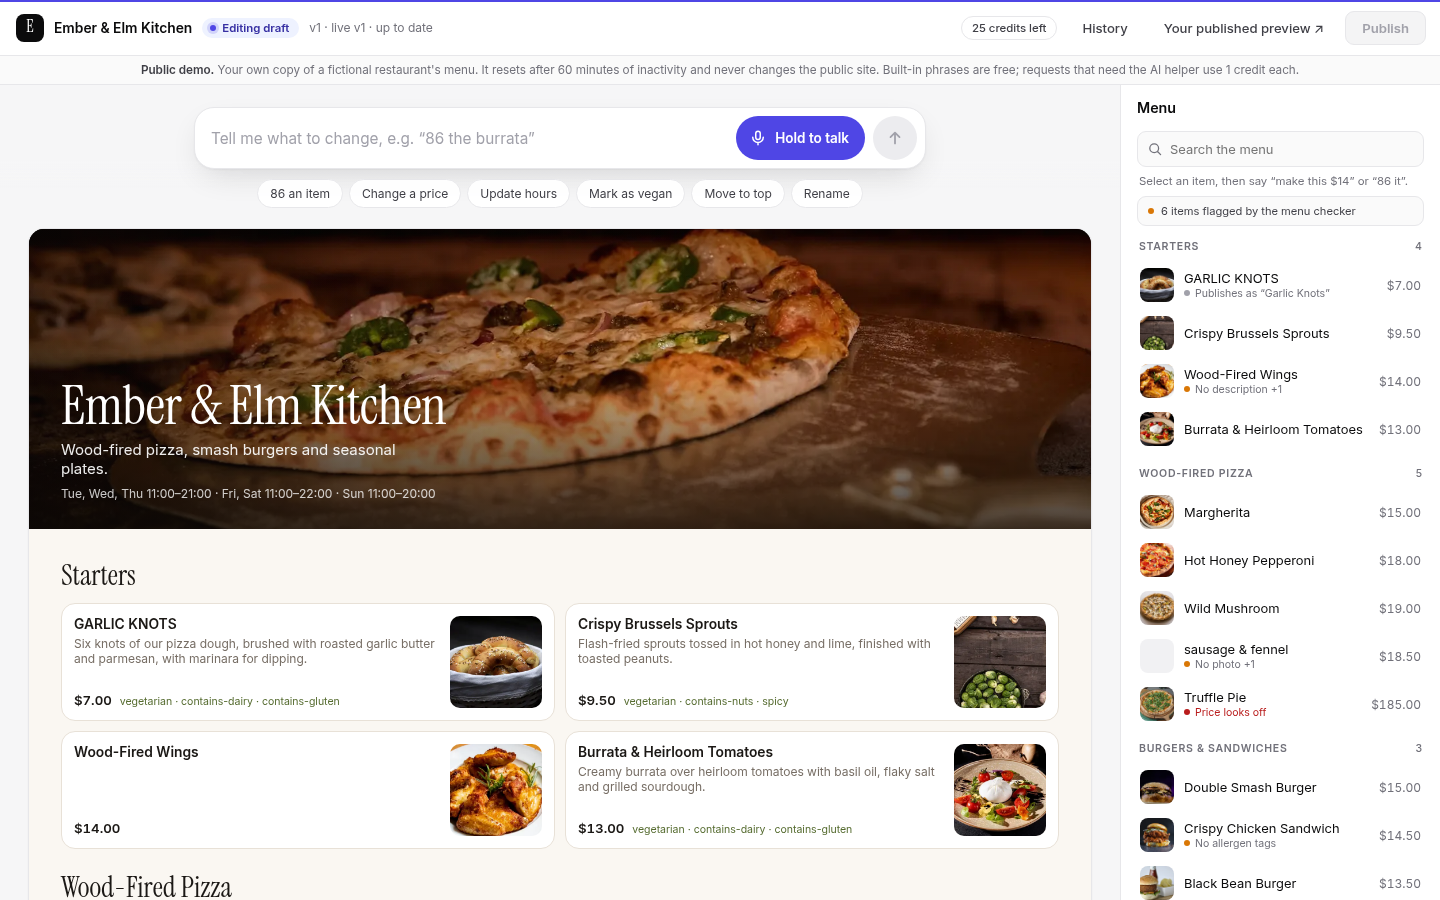 E
Ember & Elm Kitchen
Editing draft
v1 · live v1 · up to date
25 credits left
History
Your published preview ↗
Publish
Public demo. Your own copy of a fictional restaurant's menu. It resets after 60 minutes of inactivity and never changes the public site. Built-in phrases are free; requests that need the AI helper use 1 credit each.
Tell me what to change, e.g. “86 the burrata”
Hold to talk
86 an item
Change a price
Update hours
Mark as vegan
Move to top
Rename
Ember & Elm Kitchen
Wood-fired pizza, smash burgers and seasonal
plates.
Tue, Wed, Thu 11:00–21:00 · Fri, Sat 11:00–22:00 · Sun 11:00–20:00
Starters
GARLIC KNOTS
Six knots of our pizza dough, brushed with roasted garlic butter
and parmesan, with marinara for dipping.
$7.00 vegetarian · contains-dairy · contains-gluten
Crispy Brussels Sprouts
Flash-fried sprouts tossed in hot honey and lime, finished with
toasted peanuts.
$9.50 vegetarian · contains-nuts · spicy
Wood-Fired Wings
$14.00
Burrata & Heirloom Tomatoes
Creamy burrata over heirloom tomatoes with basil oil, flaky salt
and grilled sourdough.
$13.00 vegetarian · contains-dairy · contains-gluten
Wood-Fired Pizza
Menu
Search the menu
Select an item, then say “make this $14” or “86 it”.
6 items flagged by the menu checker
STARTERS 4
GARLIC KNOTS
Publishes as “Garlic Knots”
$7.00
Crispy Brussels Sprouts $9.50
Wood-Fired Wings
No description +1
$14.00
Burrata & Heirloom Tomatoes $13.00
WOOD-FIRED PIZZA 5
Margherita $15.00
Hot Honey Pepperoni $18.00
Wild Mushroom $19.00
sausage & fennel
No photo +1
$18.50
Truffle Pie
Price looks off
$185.00
BURGERS & SANDWICHES 3
Double Smash Burger $15.00
Crispy Chicken Sandwich
No allergen tags
$14.50
Black Bean Burger $13.50